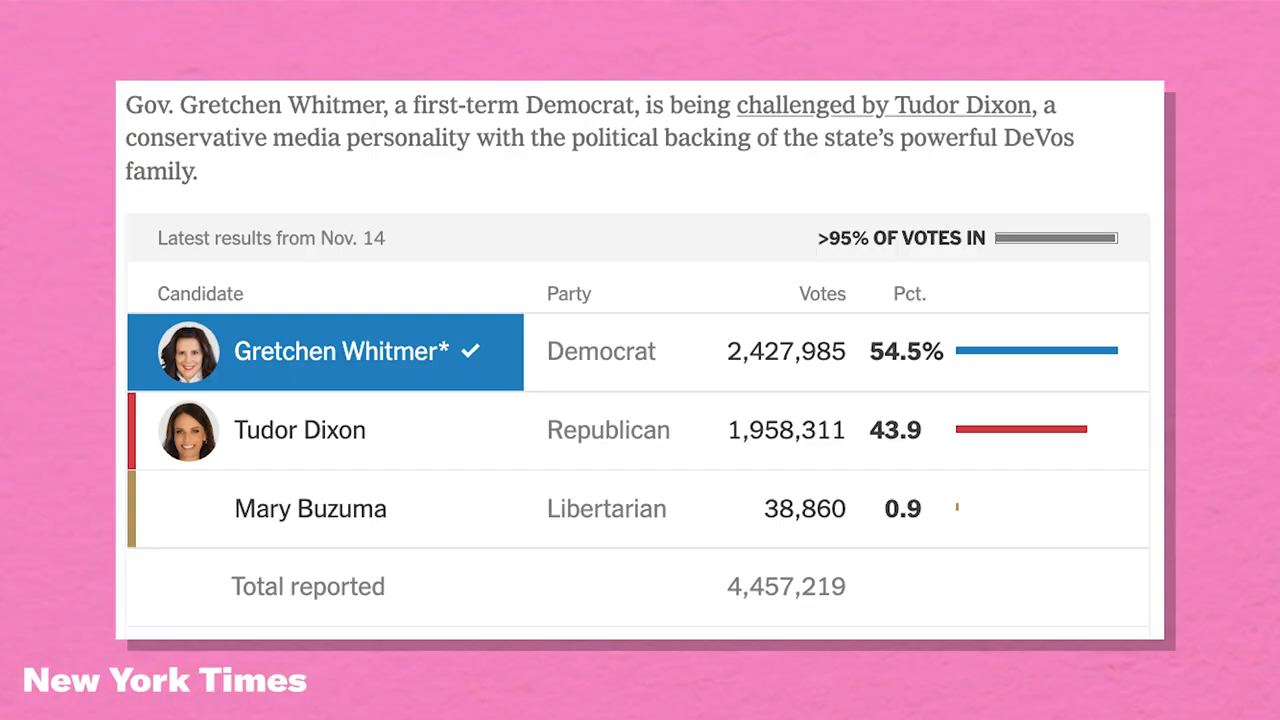 Gov. Gretchen Whitmer, a first-term Democrat, is being challenged by Tudor Dixon, a
conservative media personality with the political backing of the state’s powerful DeVos
family.
Latest results from Nov. 14 >95% OF VOTES IN
Candidate Party Votes Pct.
Gretchen Whitmer* ✓ Democrat 2,427,985 54.5%
Tudor Dixon Republican 1,958,311 43.9
Mary Buzuma Libertarian 38,860 0.9
Total reported 4,457,219
New York Times